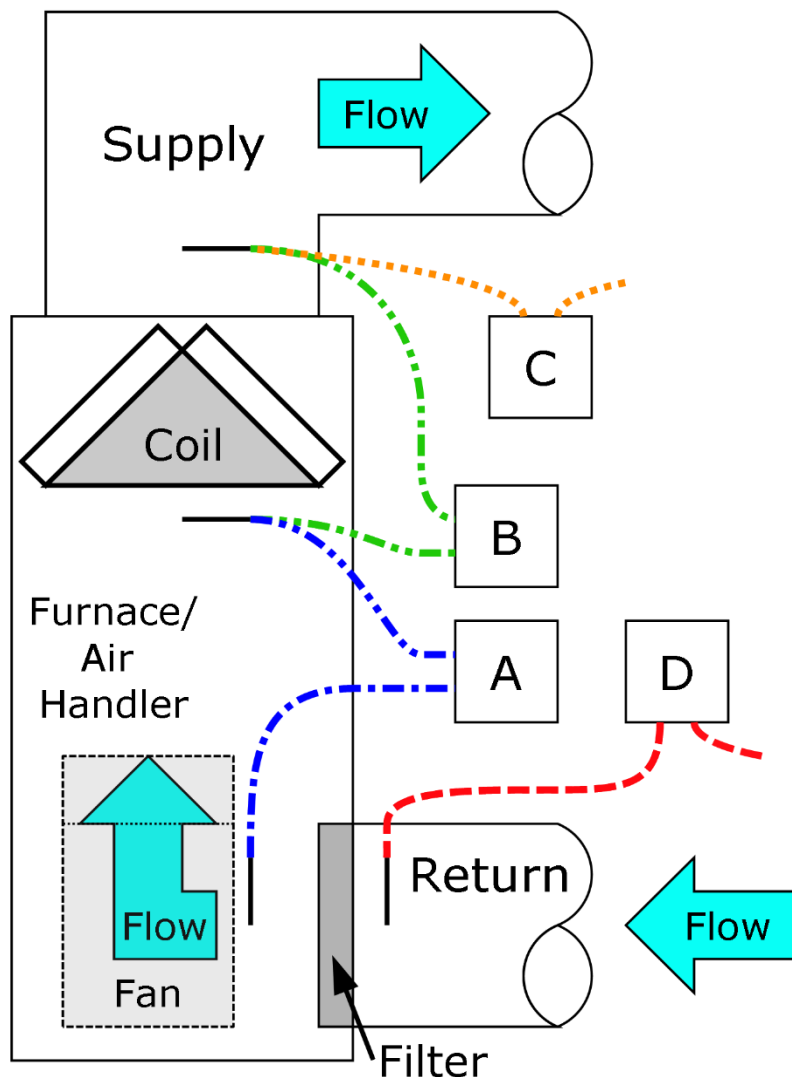 Flow
Supply
C
Coil
B
Furnace/
Air
Handler
A
D
Return
Flow
Flow
Fan
Filter